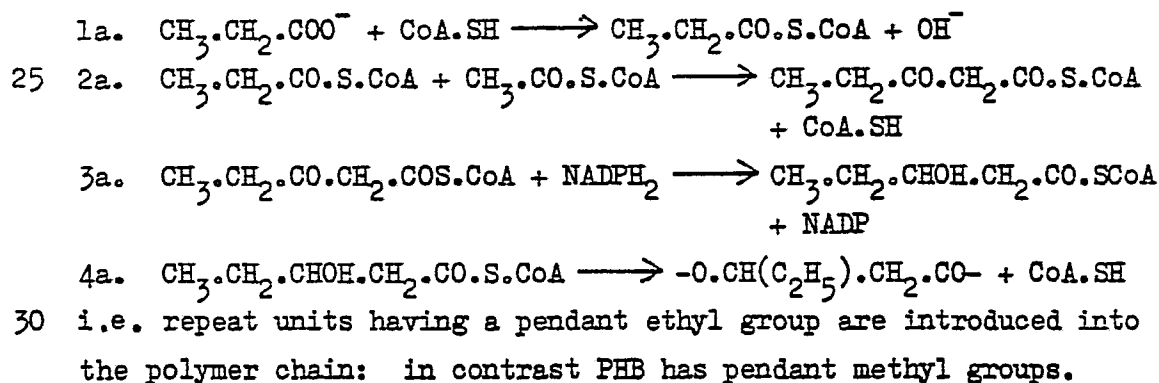 1a. CH₃.CH₂.COO⁻ + CoA.SH ⟶ CH₃.CH₂.CO.S.CoA + OH⁻
25 2a. CH₃.CH₂.CO.S.CoA + CH₃.CO.S.CoA ⟶ CH₃.CH₂.CO.CH₂.CO.S.CoA
+ CoA.SH
3a. CH₃.CH₂.CO.CH₂.COS.CoA + NADPH₂ ⟶ CH₃.CH₂.CHOH.CH₂.CO.SCoA
+ NADP
4a. CH₃.CH₂.CHOH.CH₂.CO.S.CoA ⟶ -O.CH(C₂H₅).CH₂.CO- + CoA.SH
30 i.e. repeat units having a pendant ethyl group are introduced into
the polymer chain: in contrast PHB has pendant methyl groups.